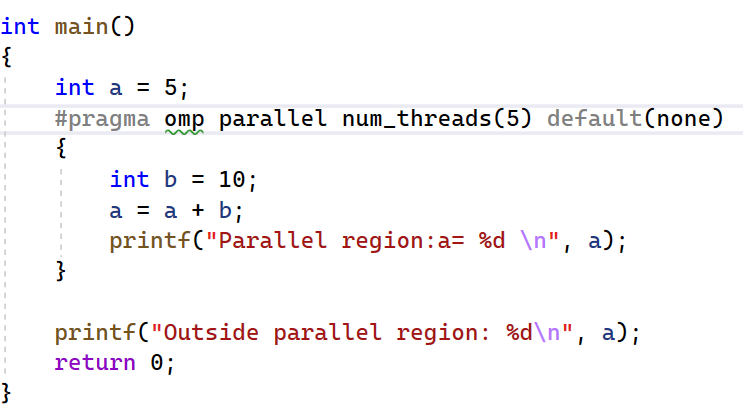 int main()
{
    int a = 5;
    #pragma omp parallel num_threads(5) default(none)
    {
        int b = 10;
        a = a + b;
        printf("Parallel region:a= %d \n", a);
    }

    printf("Outside parallel region: %d\n", a);
    return 0;
}